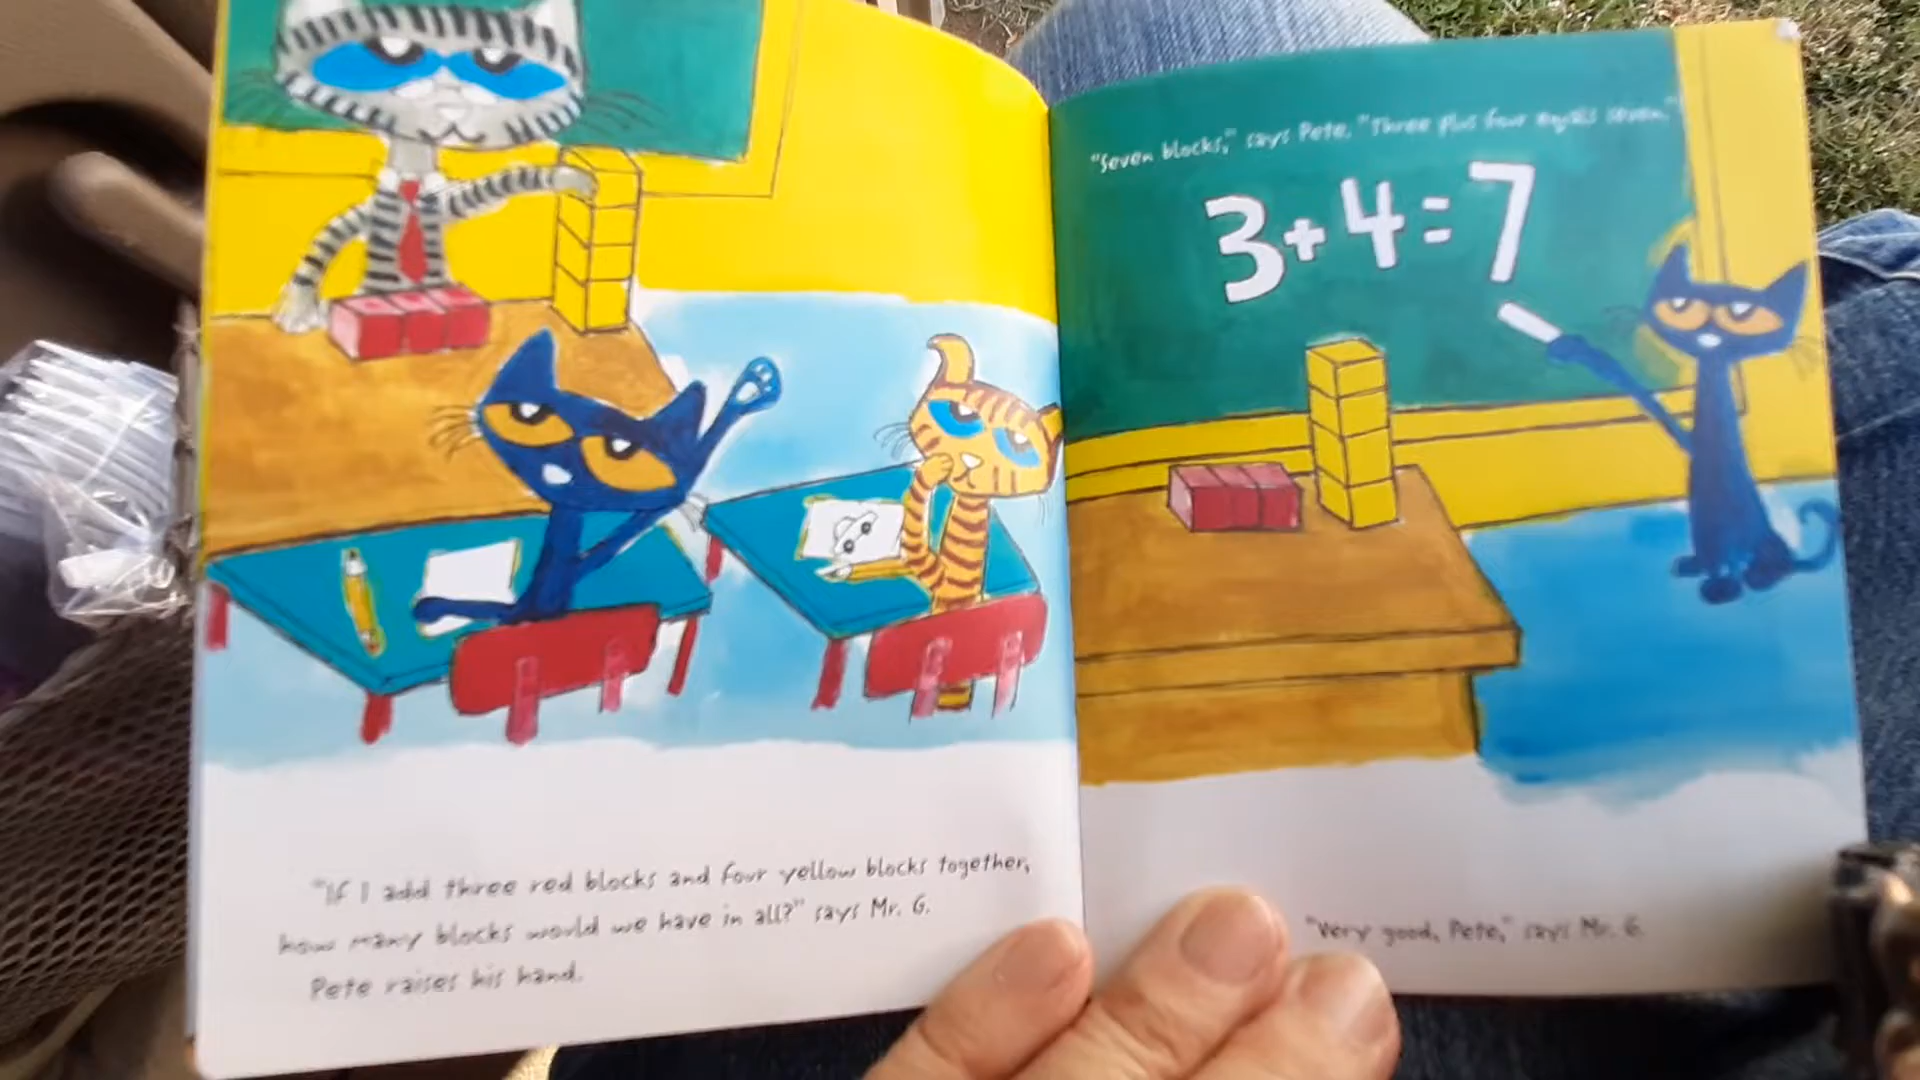 "If I add three red blocks and four yellow blocks together,
how many blocks would we have in all?" says Mr. G.
Pete raises his hand.
"Seven blocks," says Pete. "Three plus four equals seven."
3+4=7
"Very good, Pete," says Mr. G.